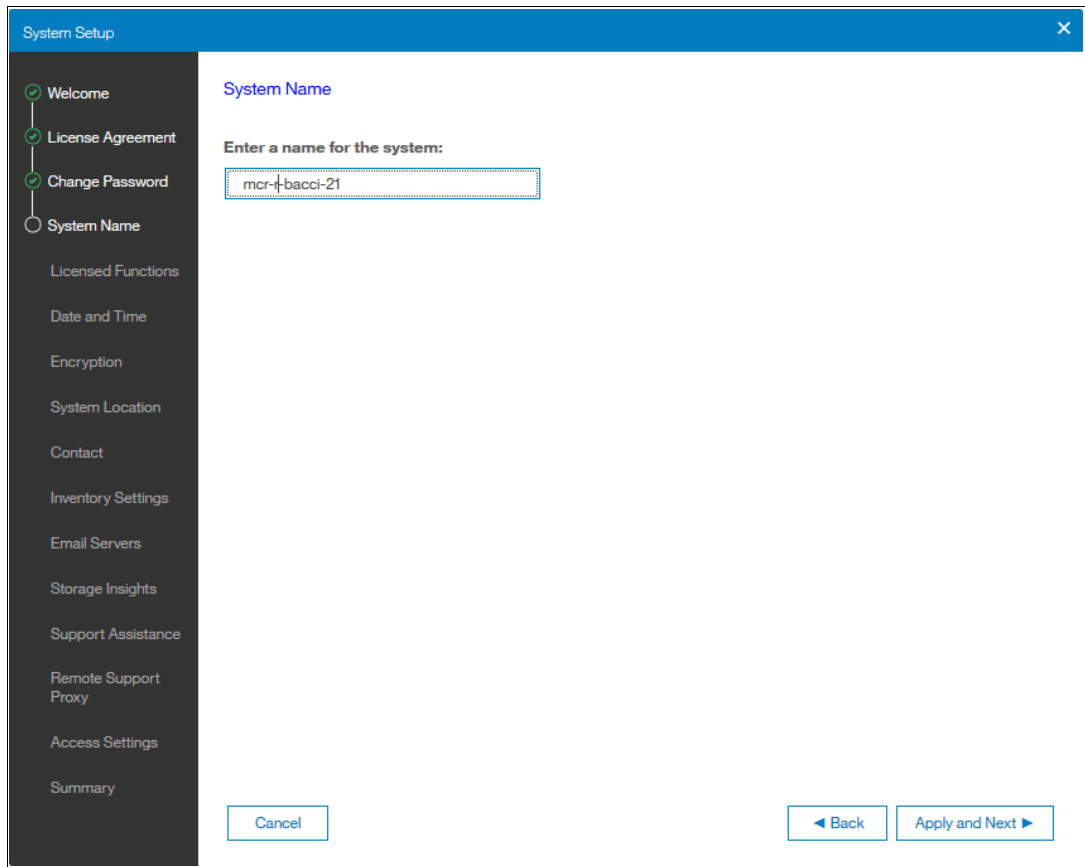 System Setup
Welcome
License Agreement
Change Password
System Name
Licensed Functions
Date and Time
Encryption
System Location
Contact
Inventory Settings
Email Servers
Storage Insights
Support Assistance
Remote Support
Proxy
Access Settings
Summary
System Name
Enter a name for the system:
mcr-r-bacci-21
Cancel
Back
Apply and Next